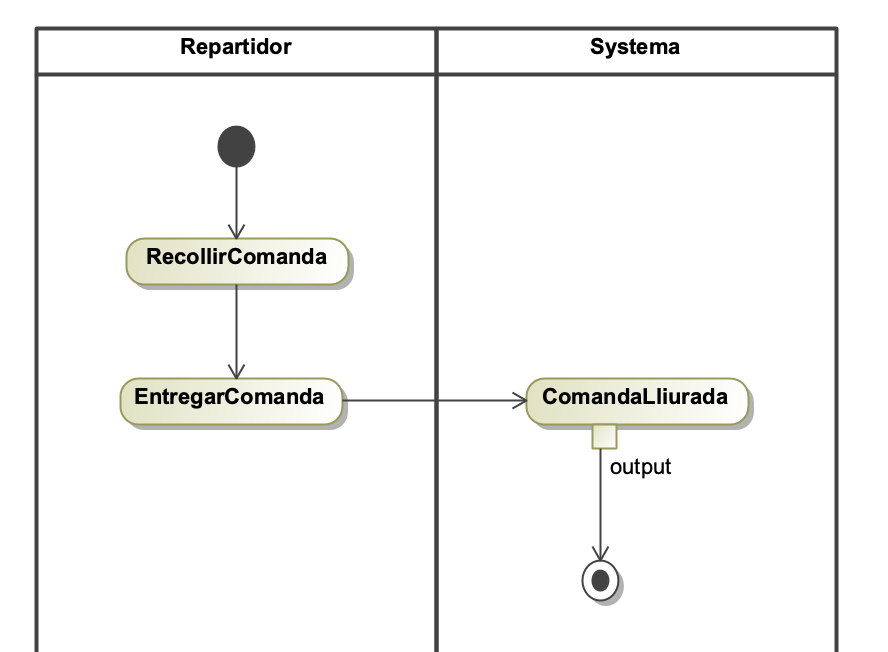 Repartidor
Systema
RecollirComanda
EntregarComanda
ComandaLliurada
output